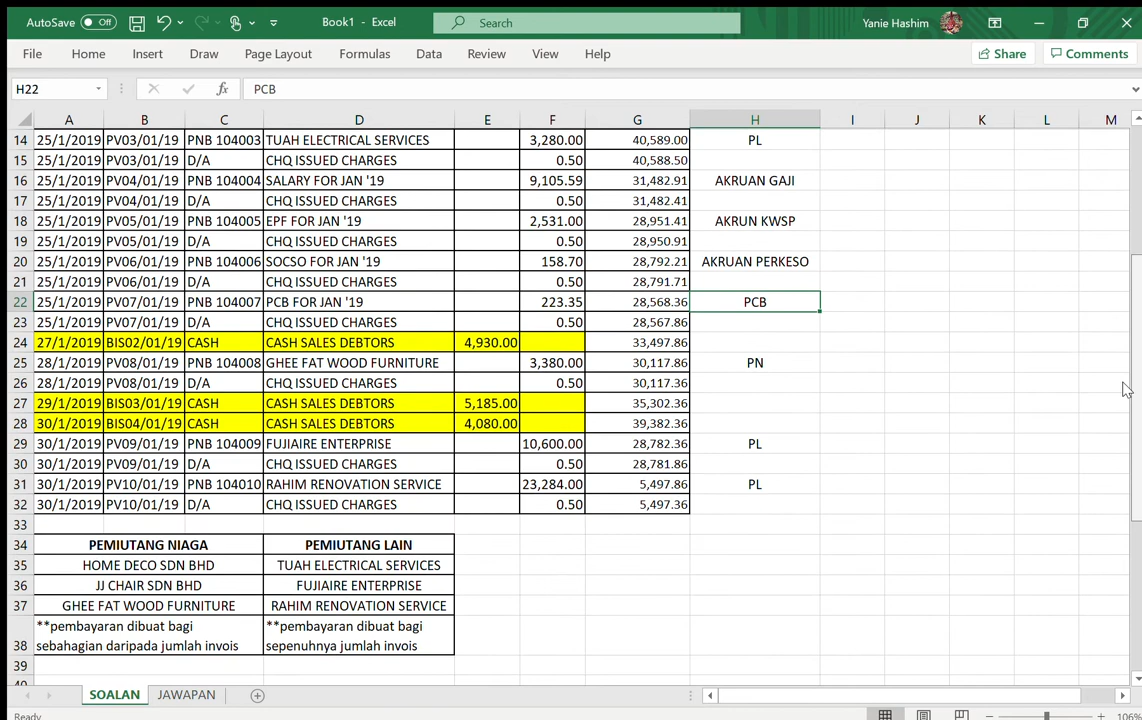 AutoSave Off Book1 - Excel Search Yanie Hashim
File Home Insert Draw Page Layout Formulas Data Review View Help Share Comments
H22 fx PCB
A B C D E F G H I J K L M
14 25/1/2019 PV03/01/19 PNB 104003 TUAH ELECTRICAL SERVICES 3,280.00 40,589.00 PL
15 25/1/2019 PV03/01/19 D/A CHQ ISSUED CHARGES 0.50 40,588.50
16 25/1/2019 PV04/01/19 PNB 104004 SALARY FOR JAN '19 9,105.59 31,482.91 AKRUAN GAJI
17 25/1/2019 PV04/01/19 D/A CHQ ISSUED CHARGES 0.50 31,482.41
18 25/1/2019 PV05/01/19 PNB 104005 EPF FOR JAN '19 2,531.00 28,951.41 AKRUN KWSP
19 25/1/2019 PV05/01/19 D/A CHQ ISSUED CHARGES 0.50 28,950.91
20 25/1/2019 PV06/01/19 PNB 104006 SOCSO FOR JAN '19 158.70 28,792.21 AKRUAN PERKESO
21 25/1/2019 PV06/01/19 D/A CHQ ISSUED CHARGES 0.50 28,791.71
22 25/1/2019 PV07/01/19 PNB 104007 PCB FOR JAN '19 223.35 28,568.36 PCB
23 25/1/2019 PV07/01/19 D/A CHQ ISSUED CHARGES 0.50 28,567.86
24 27/1/2019 BIS02/01/19 CASH CASH SALES DEBTORS 4,930.00 33,497.86
25 28/1/2019 PV08/01/19 PNB 104008 GHEE FAT WOOD FURNITURE 3,380.00 30,117.86 PN
26 28/1/2019 PV08/01/19 D/A CHQ ISSUED CHARGES 0.50 30,117.36
27 29/1/2019 BIS03/01/19 CASH CASH SALES DEBTORS 5,185.00 35,302.36
28 30/1/2019 BIS04/01/19 CASH CASH SALES DEBTORS 4,080.00 39,382.36
29 30/1/2019 PV09/01/19 PNB 104009 FUJIAIRE ENTERPRISE 10,600.00 28,782.36 PL
30 30/1/2019 PV09/01/19 D/A CHQ ISSUED CHARGES 0.50 28,781.86
31 30/1/2019 PV10/01/19 PNB 104010 RAHIM RENOVATION SERVICE 23,284.00 5,497.86 PL
32 30/1/2019 PV10/01/19 D/A CHQ ISSUED CHARGES 0.50 5,497.36
33
34 PEMIUTANG NIAGA PEMIUTANG LAIN
35 HOME DECO SDN BHD TUAH ELECTRICAL SERVICES
36 JJ CHAIR SDN BHD FUJIAIRE ENTERPRISE
37 GHEE FAT WOOD FURNITURE RAHIM RENOVATION SERVICE
**pembayaran dibuat bagi **pembayaran dibuat bagi
38 sebahagian daripada jumlah invois sepenuhnya jumlah invois
39
SOALAN JAWAPAN
Ready 106%